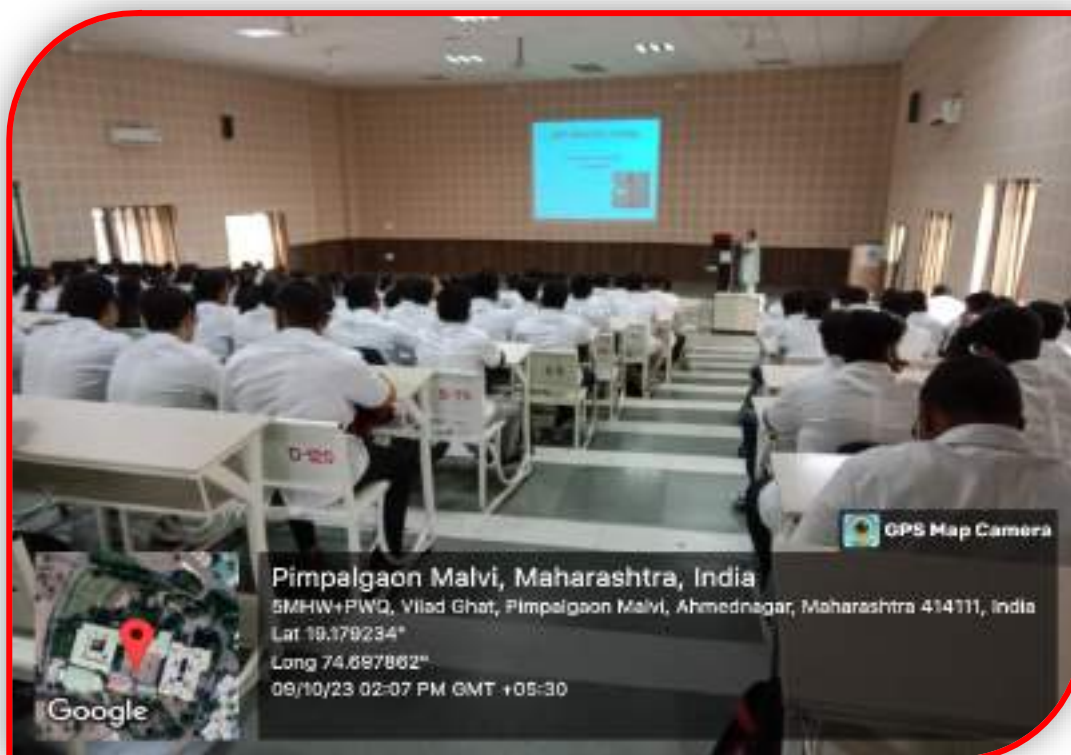 D-120
GPS Map Camera
Pimpalgaon Malvi, Maharashtra, India
5MHW+PWQ, Vilad Ghat, Pimpalgaon Malvi, Ahmednagar, Maharashtra 414111, India
Lat 19.179234°
Long 74.697862°
09/10/23 02:07 PM GMT +05:30
Google